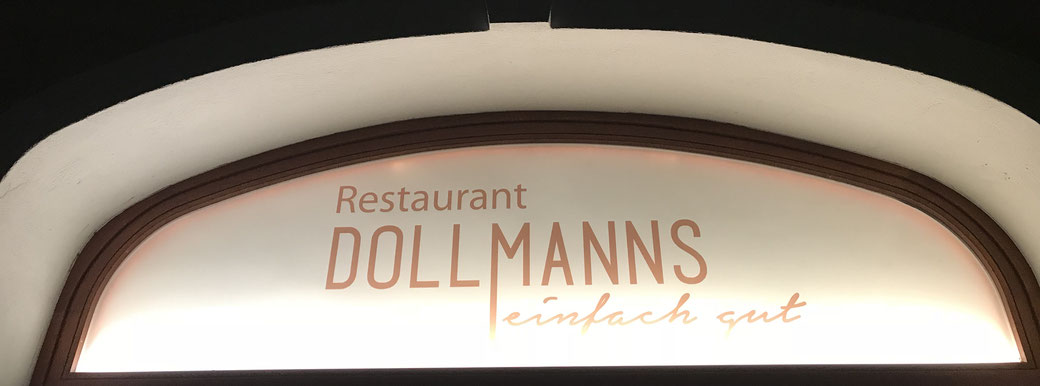 Restaurant
DOLLMANNS
einfach gut